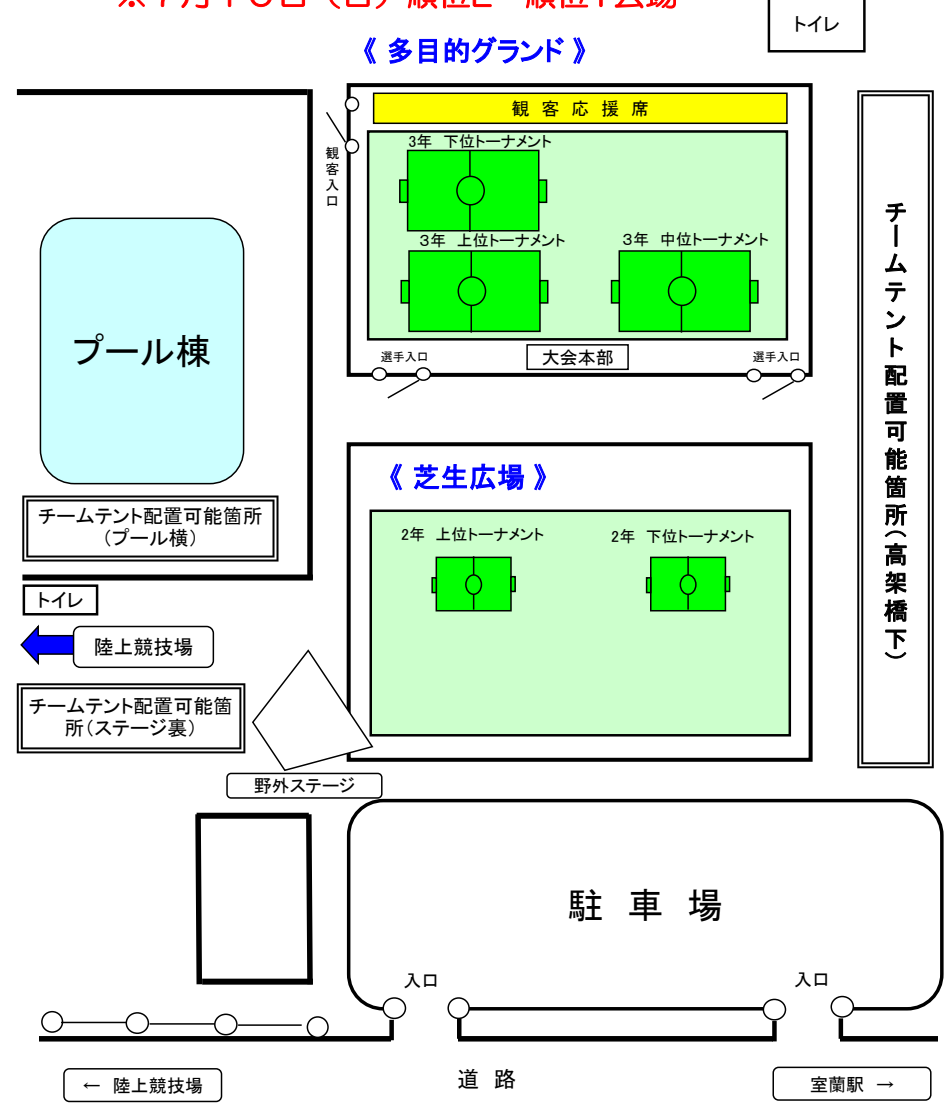 トイレ
《 多目的グランド 》
観 客 応 援 席
3年 下位トーナメント
観客入口
3年 上位トーナメント
3年 中位トーナメント
プール棟
選手入口
大会本部
選手入口
チームテント配置可能箇所(高架橋下)
《 芝生広場 》
チームテント配置可能箇所
(プール横)
2年 上位トーナメント
2年 下位トーナメント
トイレ
陸上競技場
チームテント配置可能箇
所(ステージ裏)
野外ステージ
駐 車 場
入口
入口
← 陸上競技場
道 路
室蘭駅 →